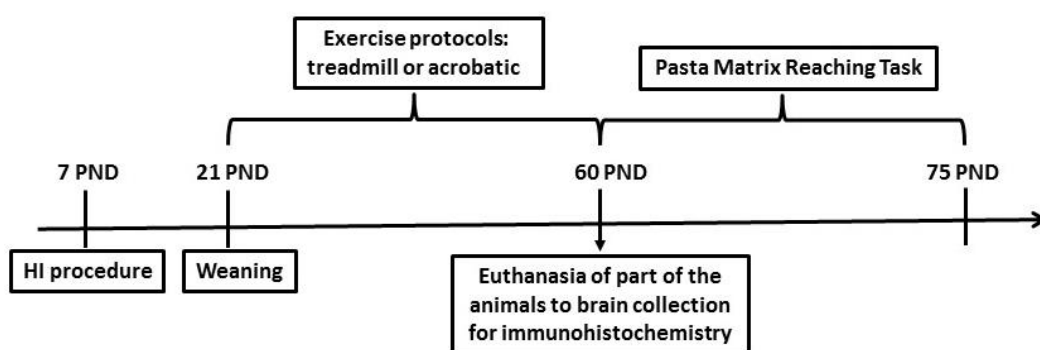 Exercise protocols:
treadmill or acrobatic
Pasta Matrix Reaching Task
7 PND
21 PND
60 PND
75 PND
HI procedure
Weaning
Euthanasia of part of the
animals to brain collection
for immunohistochemistry